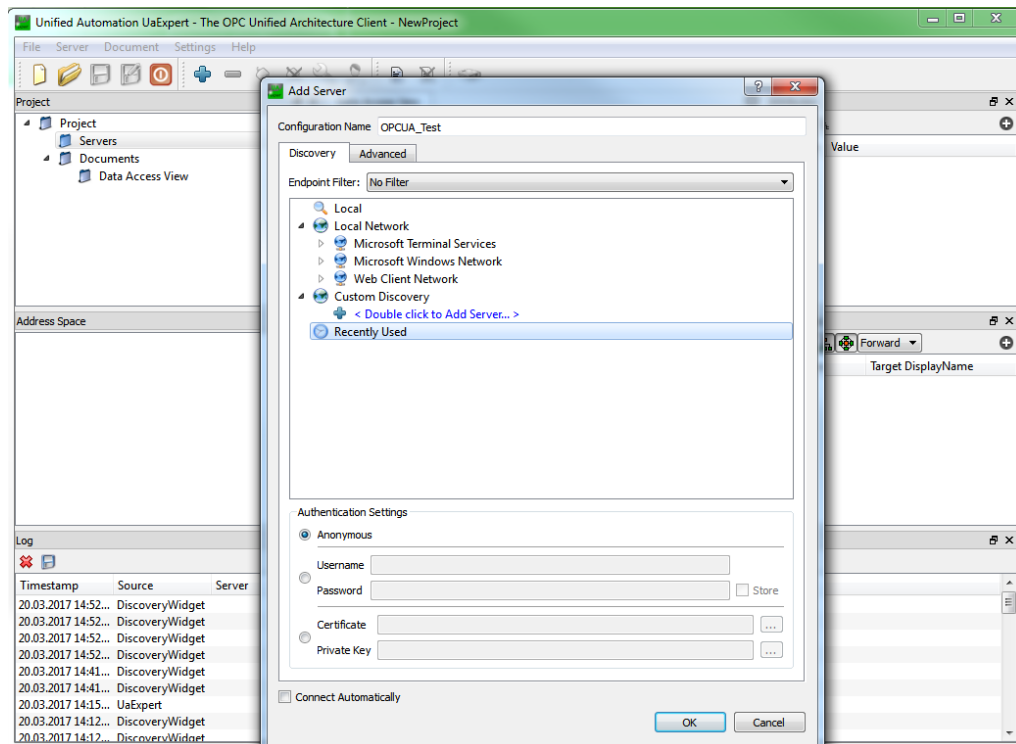 Unified Automation UaExpert - The OPC Unified Architecture Client - NewProject
File Server Document Settings Help
Add Server
Project
Project
Servers
Documents
Data Access View
Configuration Name OPCUA_Test
Discovery Advanced
Endpoint Filter: No Filter
Local
Local Network
Microsoft Terminal Services
Microsoft Windows Network
Web Client Network
Custom Discovery
< Double click to Add Server... >
Recently Used
Value
Address Space
Forward
Target DisplayName
Authentication Settings
Anonymous
Username
Password Store
Certificate ...
Private Key ...
Connect Automatically
OK Cancel
Log
Timestamp Source Server
20.03.2017 14:52... DiscoveryWidget
20.03.2017 14:52... DiscoveryWidget
20.03.2017 14:52... DiscoveryWidget
20.03.2017 14:52... DiscoveryWidget
20.03.2017 14:41... DiscoveryWidget
20.03.2017 14:41... DiscoveryWidget
20.03.2017 14:15... UaExpert
20.03.2017 14:12... DiscoveryWidget
20.03.2017 14:12... DiscoveryWidget